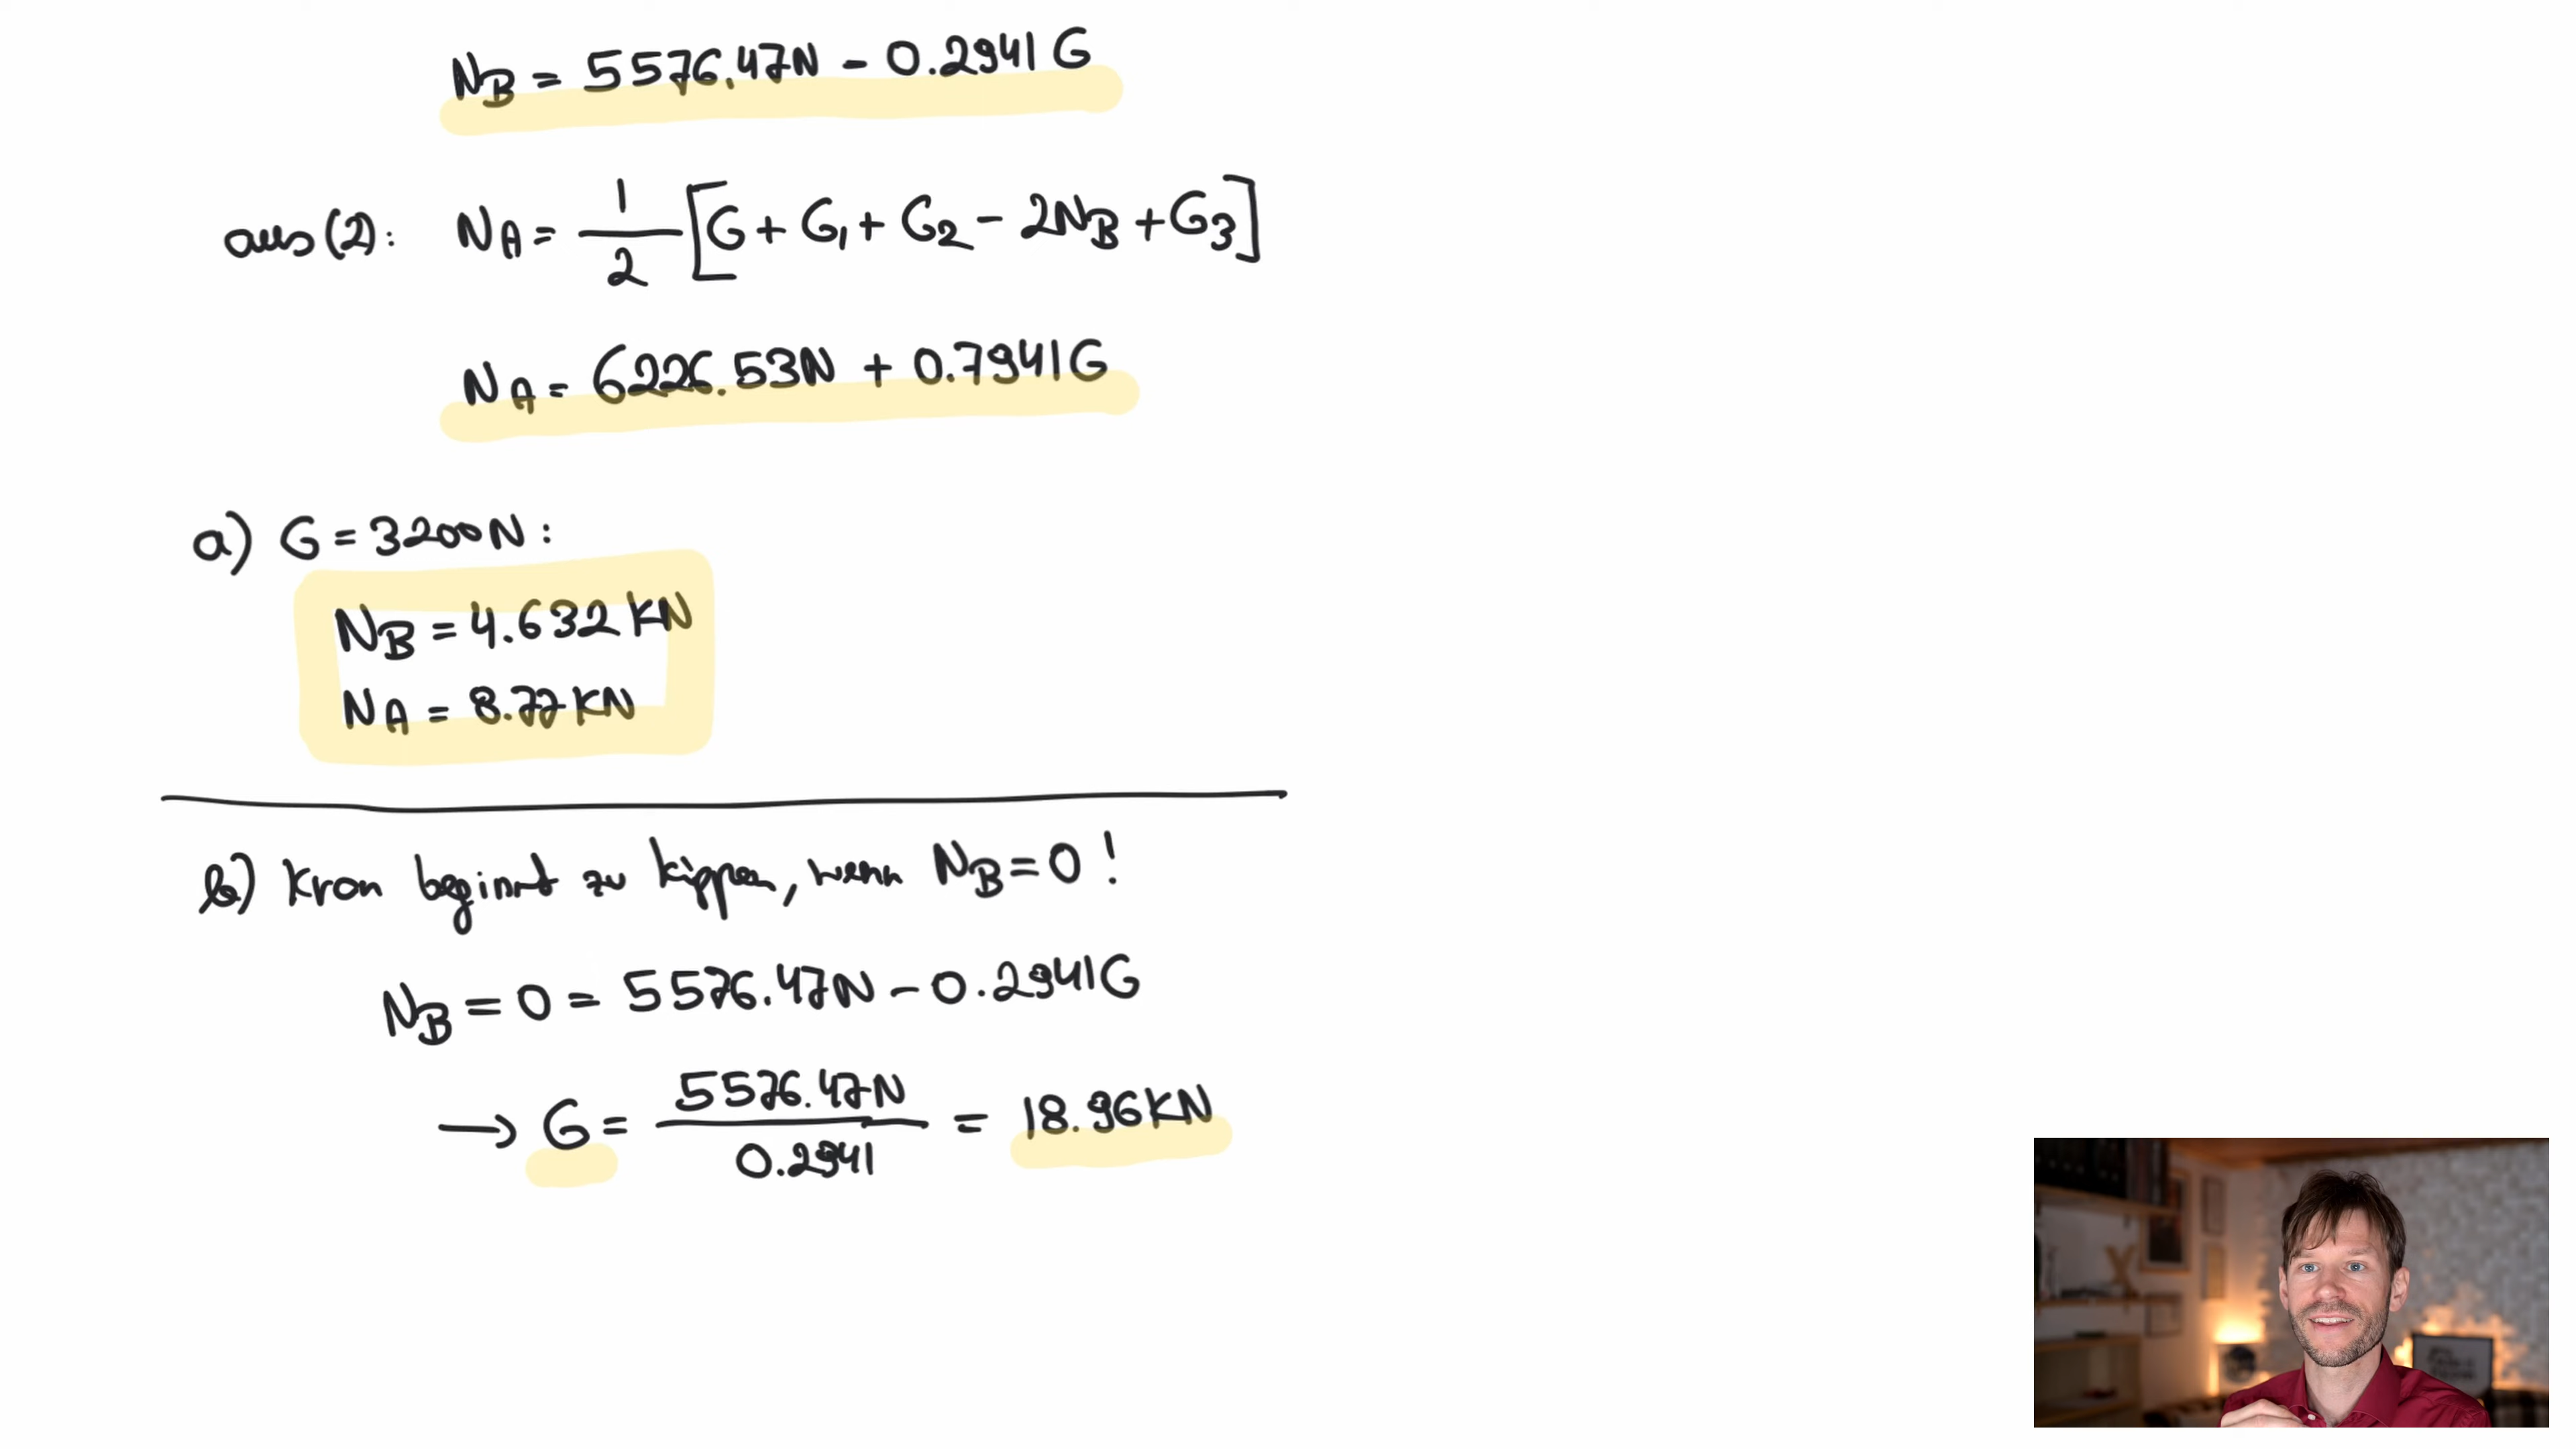 N_B = 5576.47N - 0.2941 G
aus (2): N_A = 1/2 [G + G_1 + G_2 - 2N_B + G_3]
N_A = 6226.53N + 0.7941G
a) G = 3200N :
N_B = 4.632 KN
N_A = 8.77 KN
b) Kran beginnt zu kippen, wenn N_B = 0 !
N_B = 0 = 5576.47N - 0.2941G
→ G = 5576.47N / 0.2941 = 18.96 KN